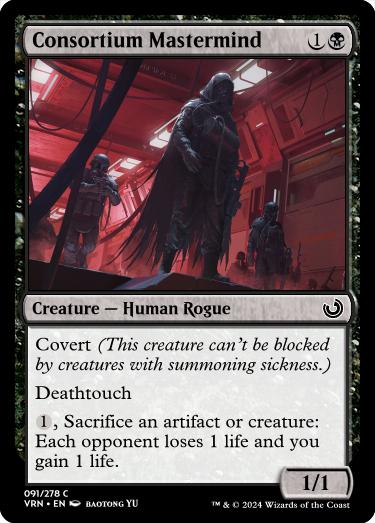 Consortium Mastermind 1
Creature — Human Rogue
Covert (This creature can't be blocked
by creatures with summoning sickness.)
Deathtouch
1, Sacrifice an artifact or creature:
Each opponent loses 1 life and you
gain 1 life.
1/1
091/278 C
VRN • EN BAOTONG YU
™ & © 2024 Wizards of the Coast